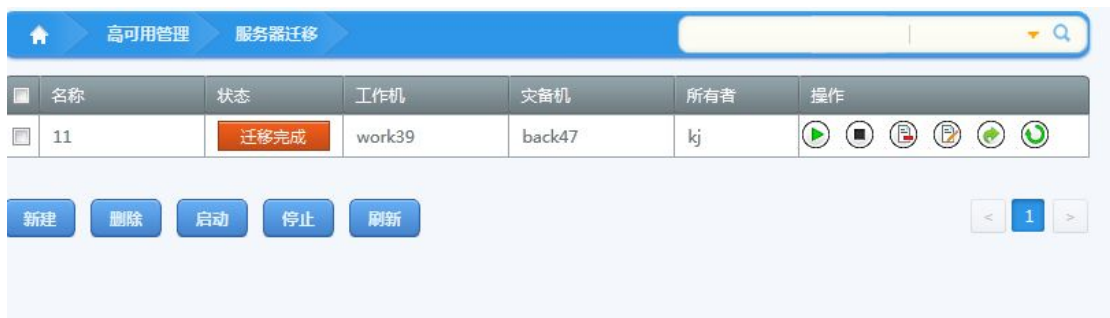 高可用管理 服务器迁移
名称 状态 工作机 灾备机 所有者 操作
11 迁移完成 work39 back47 kj
新建 删除 启动 停止 刷新 < 1 >